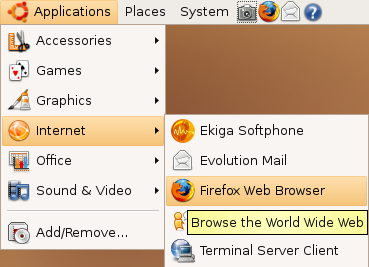 Applications Places System
Accessories
Games
Graphics
Internet
Office
Sound & Video
Add/Remove...
Ekiga Softphone
Evolution Mail
Firefox Web Browser
Browse the World Wide Web
Terminal Server Client